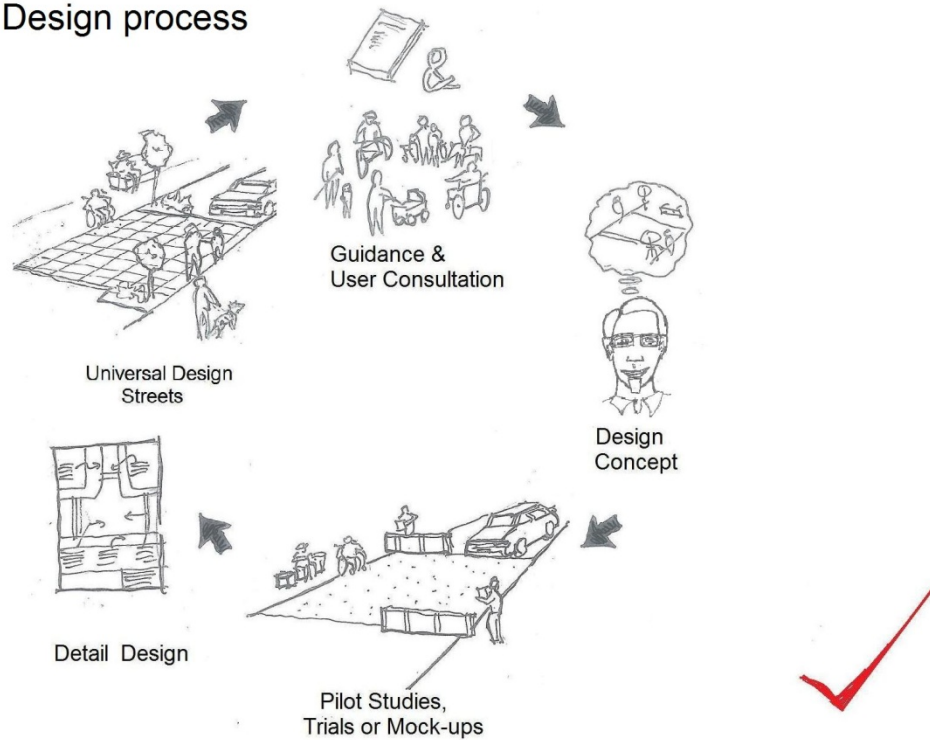 Design process
&
Guidance &
User Consultation
Universal Design
Streets
Design
Concept
Detail Design
Pilot Studies,
Trials or Mock-ups